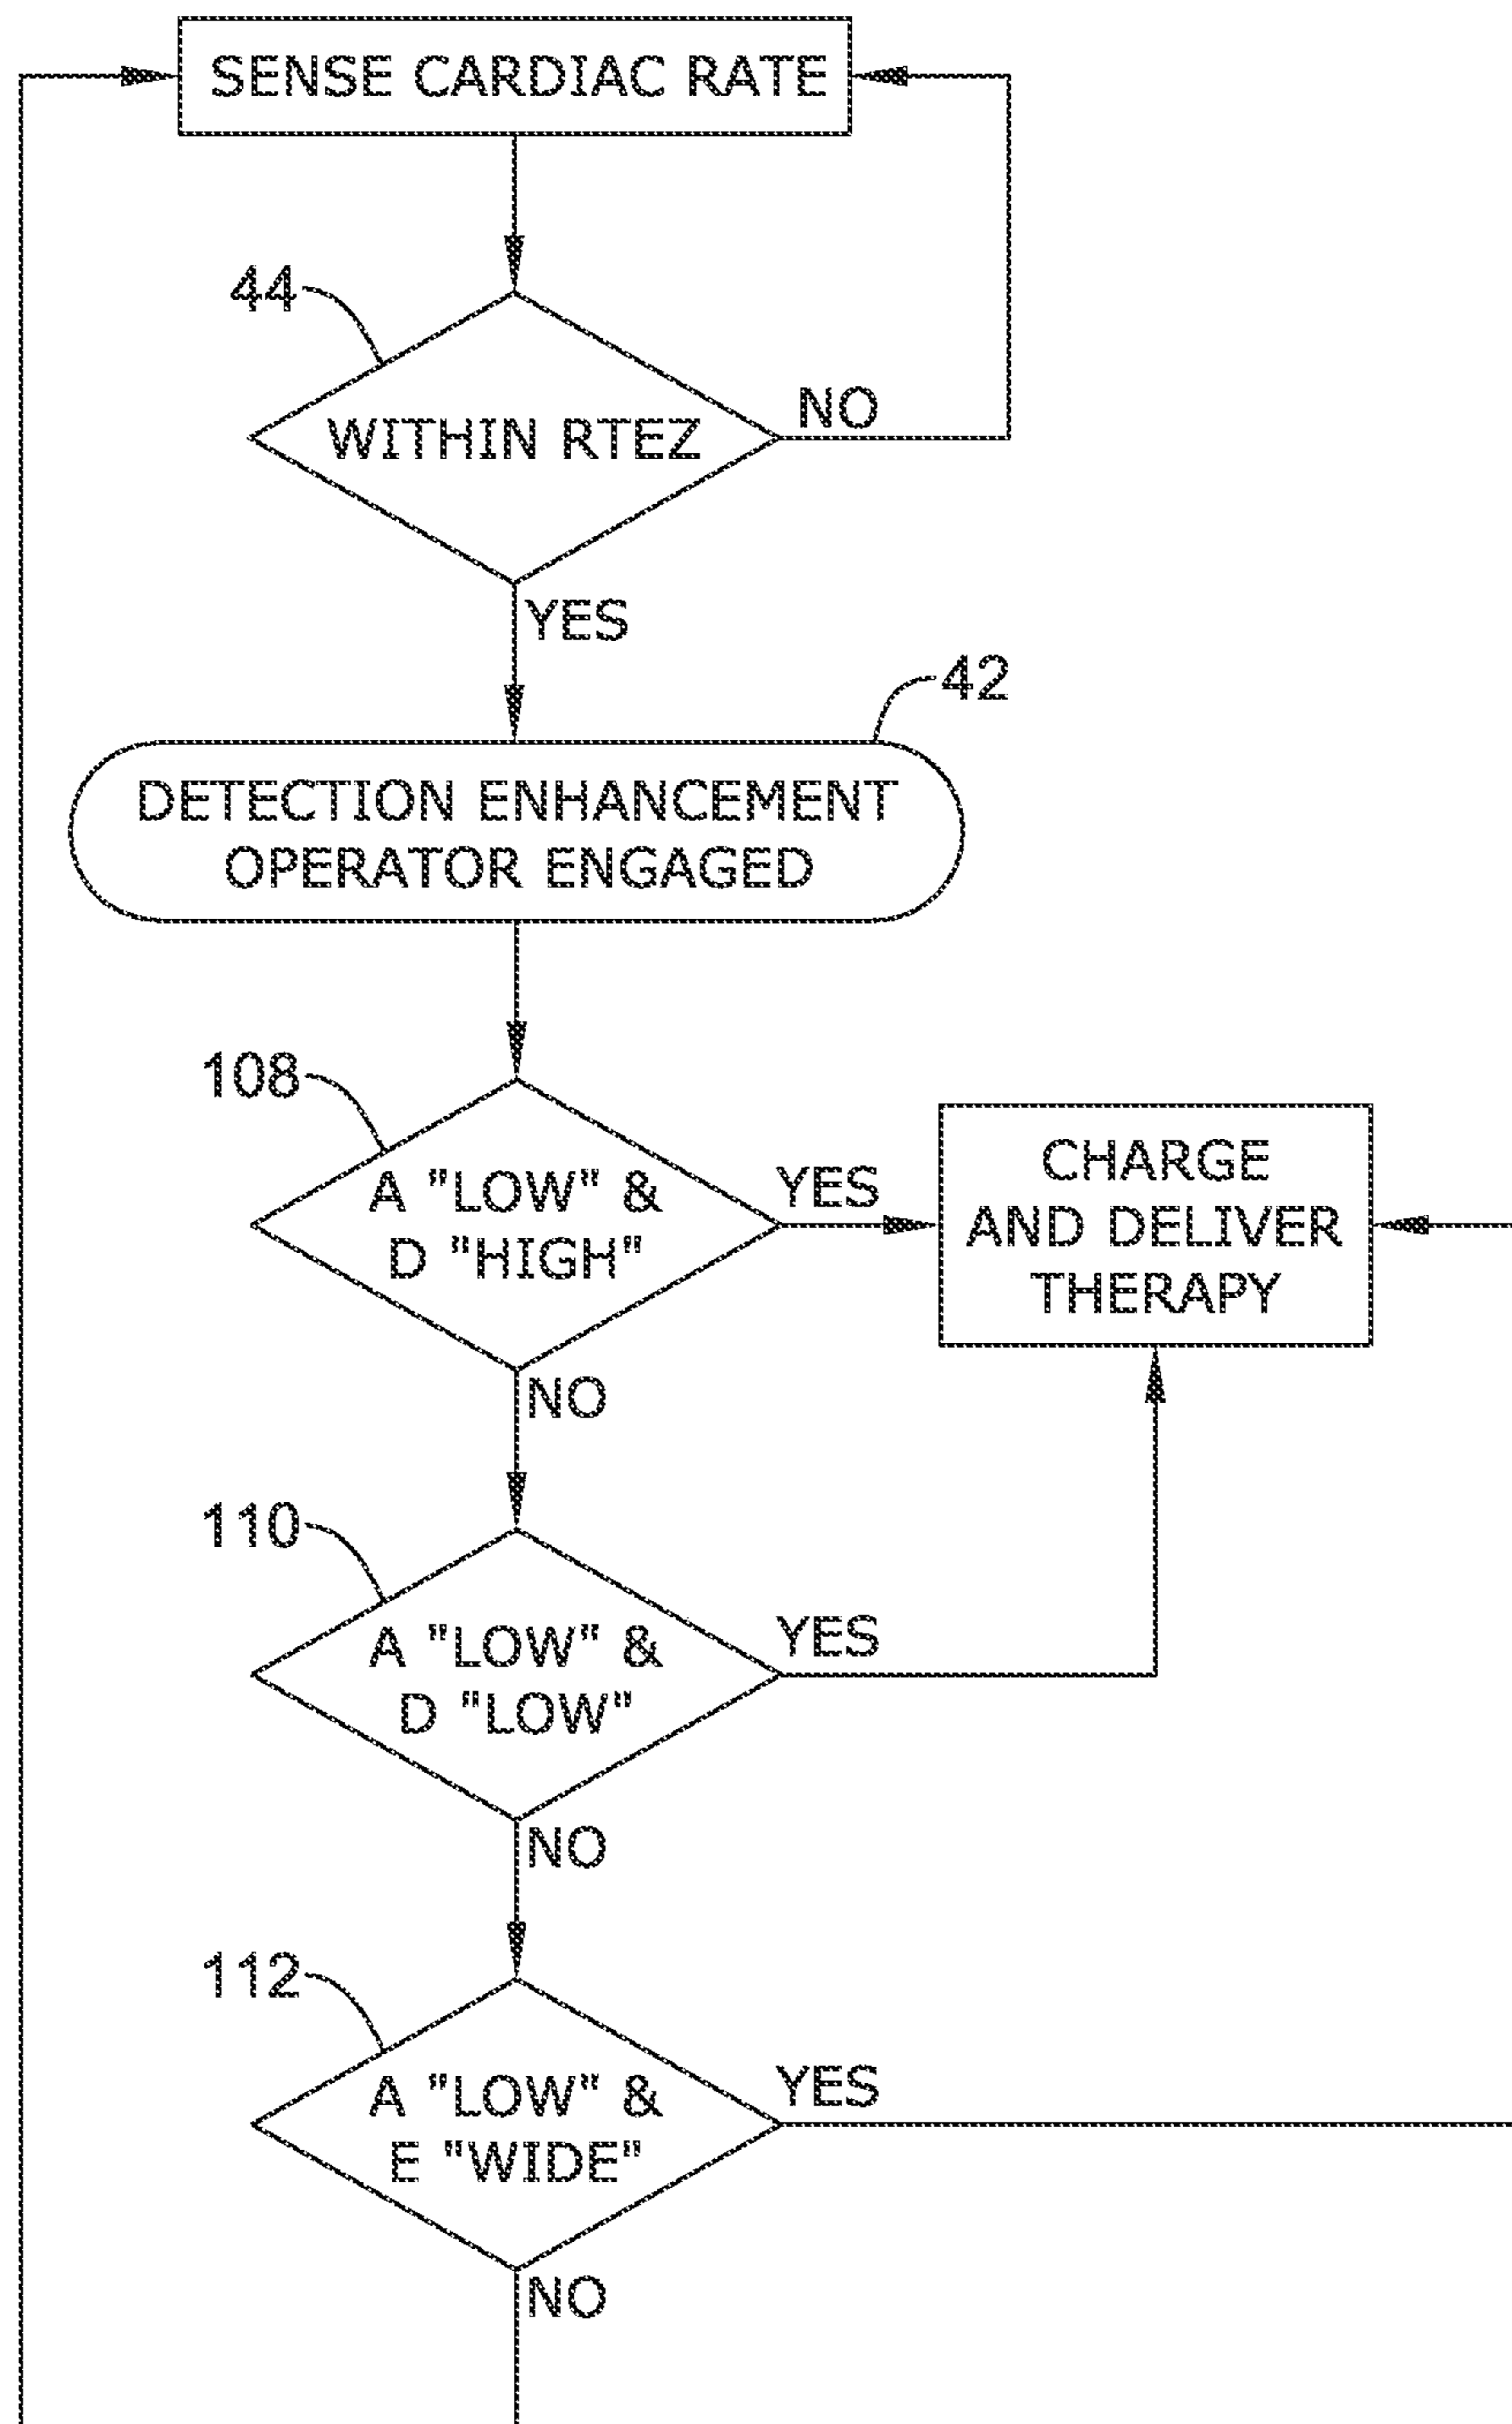 SENSE CARDIAC RATE
44
WITHIN RTEZ
NO
YES
42
DETECTION ENHANCEMENT
OPERATOR ENGAGED
108
A "LOW" &
D "HIGH"
YES
CHARGE
AND DELIVER
THERAPY
NO
110
A "LOW" &
D "LOW"
YES
NO
112
A "LOW" &
E "WIDE"
YES
NO